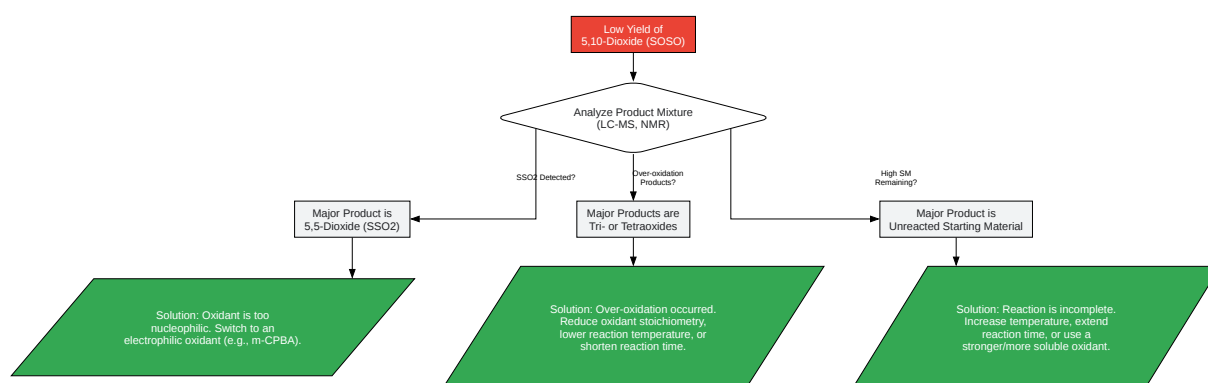 Low Yield of
5,10-Dioxide (SOSO)
Analyze Product Mixture
(LC-MS, NMR)
SSO2 Detected?
Over-oxidation
Products?
High SM
Remaining?
Major Product is
5,5-Dioxide (SSO2)
Major Products are
Tri- or Tetraoxides
Major Product is
Unreacted Starting Material
Solution: Oxidant is too
nucleophilic. Switch to an
electrophilic oxidant (e.g., m-CPBA).
Solution: Over-oxidation occurred.
Reduce oxidant stoichiometry,
lower reaction temperature, or
shorten reaction time.
Solution: Reaction is incomplete.
Increase temperature, extend
reaction time, or use a
stronger/more soluble oxidant.